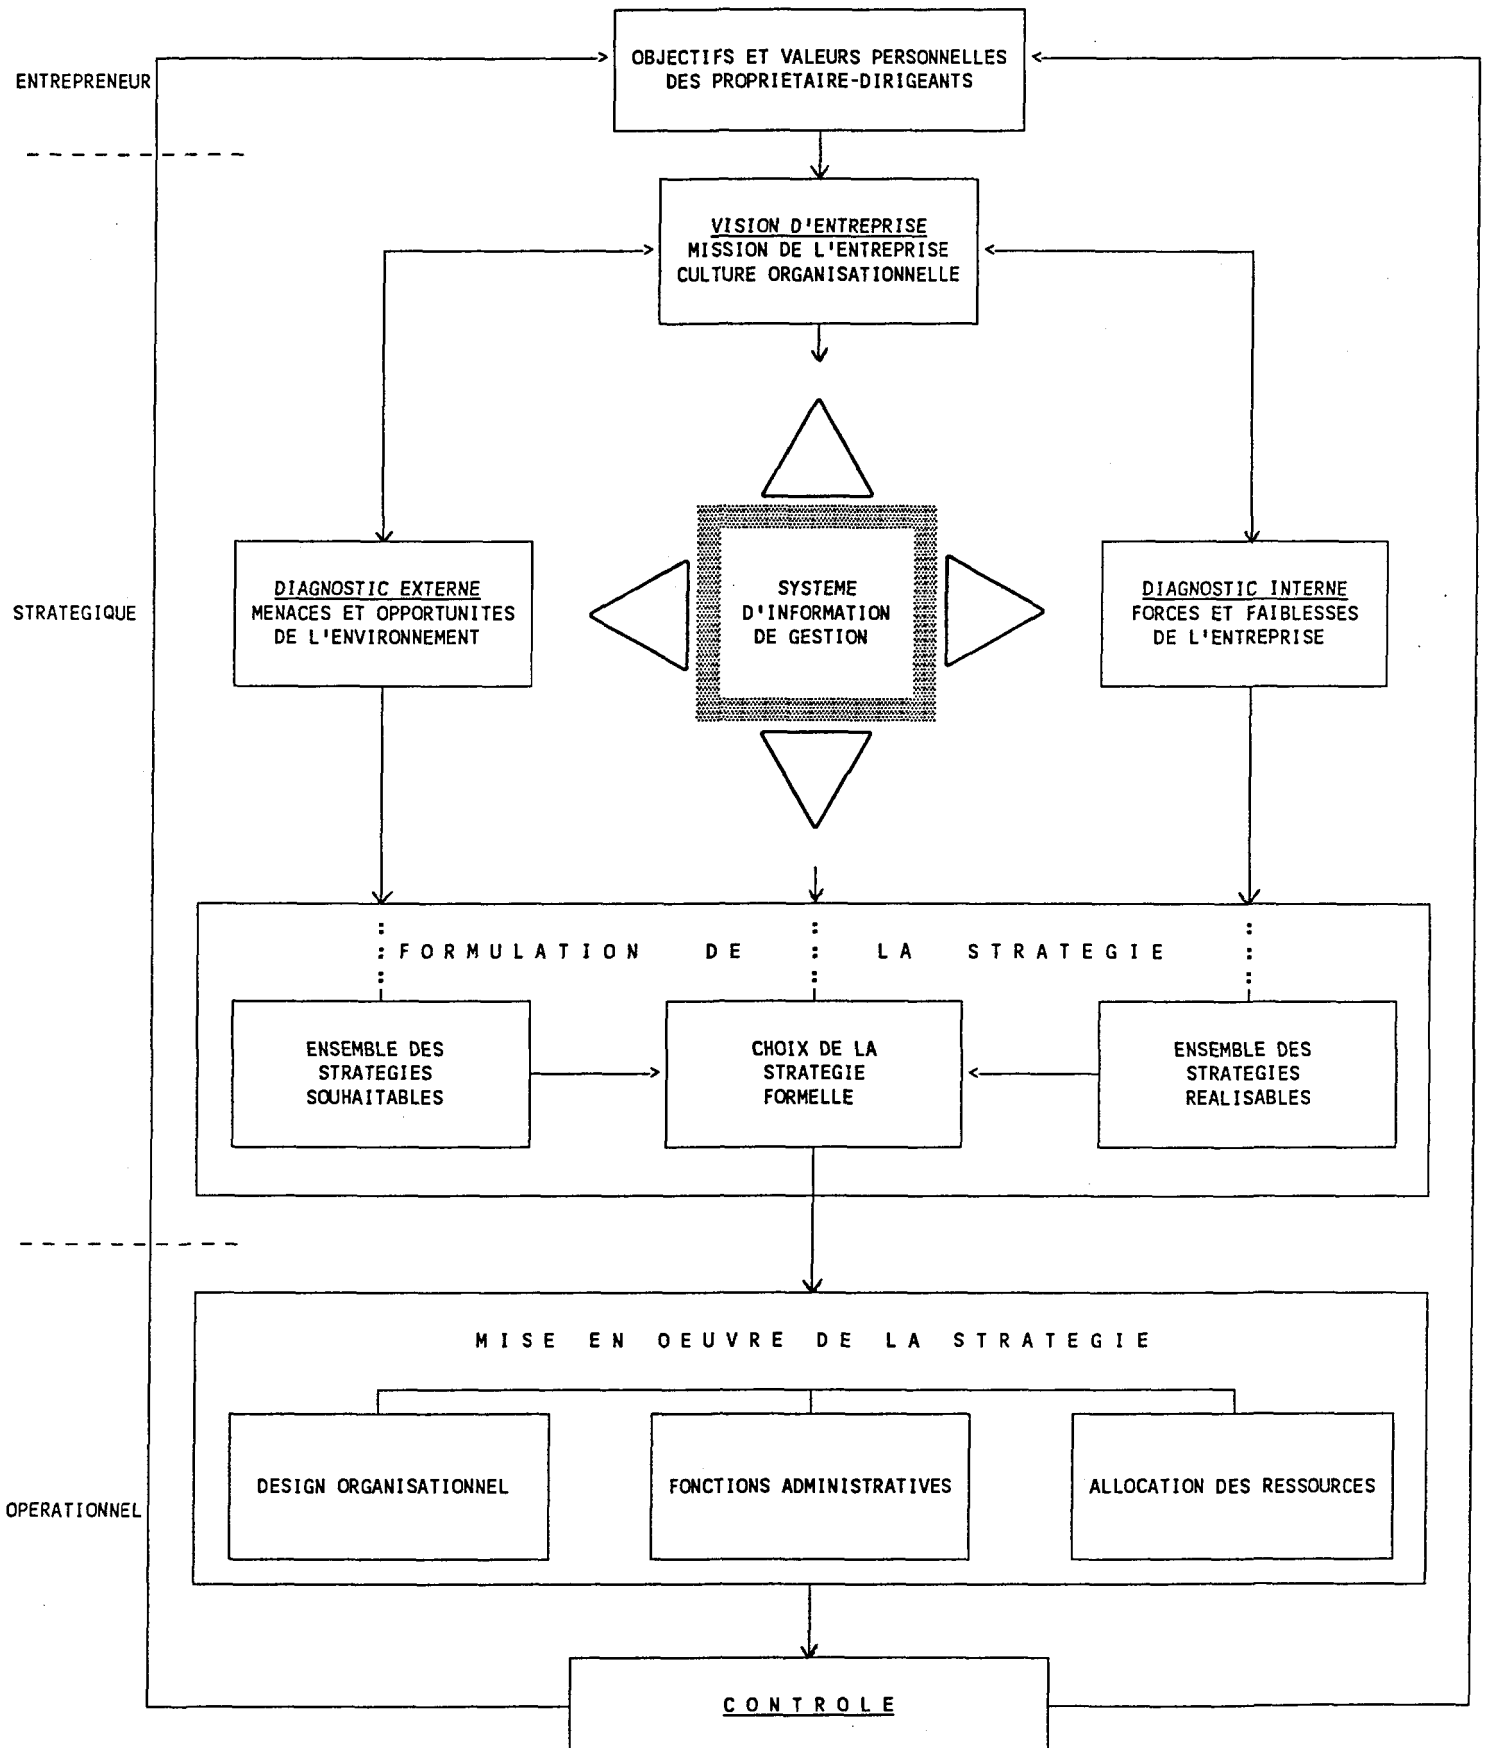 OBJECTIFS ET VALEURS PERSONNELLES
DES PROPRIETAIRE-DIRIGEANTS
ENTREPRENEUR
VISION D'ENTREPRISE
MISSION DE L'ENTREPRISE
CULTURE ORGANISATIONNELLE
DIAGNOSTIC EXTERNE
MENACES ET OPPORTUNITES
DE L'ENVIRONNEMENT
SYSTEME
D'INFORMATION
DE GESTION
DIAGNOSTIC INTERNE
FORCES ET FAIBLESSES
DE L'ENTREPRISE
STRATEGIQUE
FORMULATION DE LA STRATEGIE
ENSEMBLE DES
STRATEGIES
SOUHAITABLES
CHOIX DE LA
STRATEGIE
FORMELLE
ENSEMBLE DES
STRATEGIES
REALISABLES
MISE EN OEUVRE DE LA STRATEGIE
DESIGN ORGANISATIONNEL
FONCTIONS ADMINISTRATIVES
ALLOCATION DES RESSOURCES
OPERATIONNEL
CONTROLE